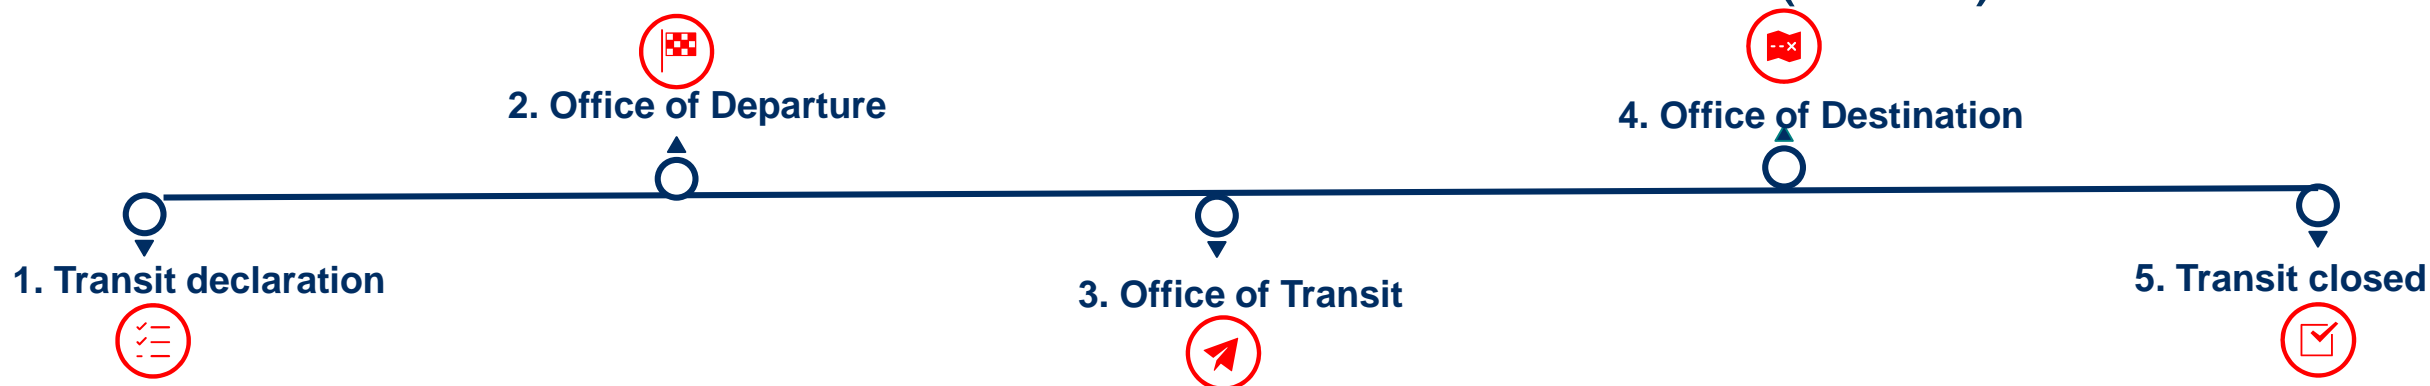 1. Transit declaration
2. Office of Departure
3. Office of Transit
4. Office of Destination
5. Transit closed